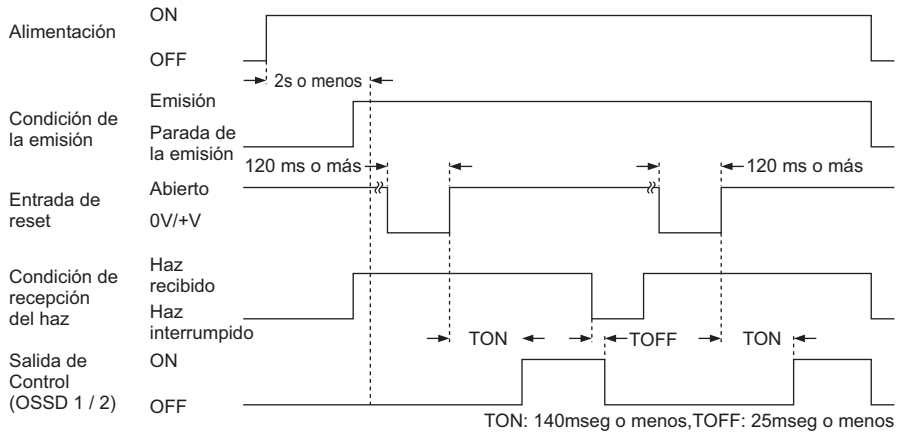 Alimentación
ON
OFF
2s o menos
Condición de
la emisión
Emisión
Parada de
la emisión
120 ms o más
120 ms o más
Entrada de
reset
Abierto
0V/+V
Condición de
recepción
del haz
Haz
recibido
Haz
interrumpido
TON
TOFF
TON
Salida de
Control
(OSSD 1 / 2)
ON
OFF
TON: 140mseg o menos,TOFF: 25mseg o menos